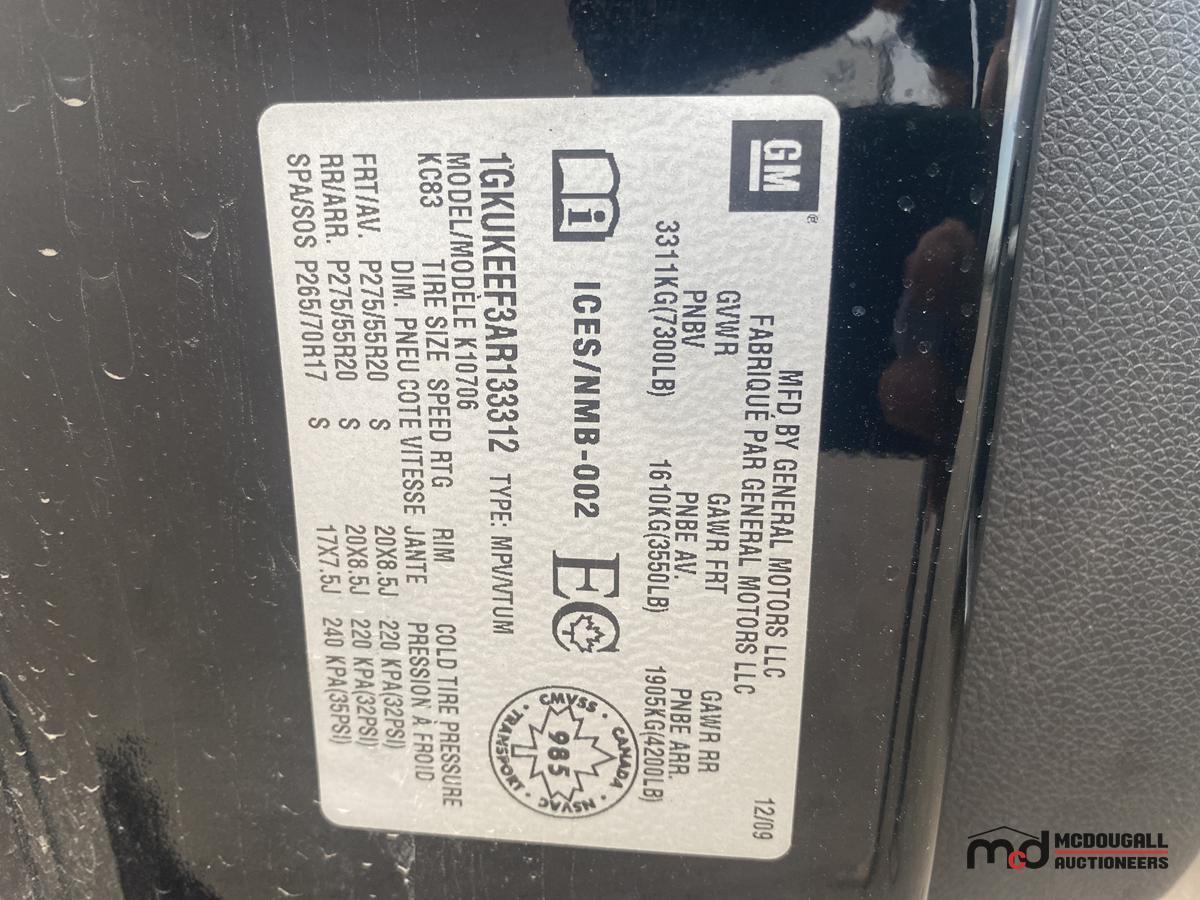 GM®
MFD BY GENERAL MOTORS LLC
FABRIQUÉ PAR GENERAL MOTORS LLC
12/09
GVWR GAWR FRT GAWR RR
PNBV PNBE AV. PNBE ARR.
3311KG(7300LB) 1610KG(3550LB) 1905KG(4200LB)
i ICES/NMB-002 EC
CMVSS · CANADA · NSVAC · TRANSPORT ·
985
1GKUKEEF3AR133312 TYPE: MPV/VTUM
MODEL/MODÈLE K10706
KC83 TIRE SIZE SPEED RTG RIM COLD TIRE PRESSURE
DIM. PNEU COTE VITESSE JANTE PRESSION À FROID
FRT/AV. P275/55R20 S 20X8.5J 220 KPA(32PSI)
RR/ARR. P275/55R20 S 20X8.5J 220 KPA(32PSI)
SPA/SOS P265/70R17 S 17X7.5J 240 KPA(35PSI)
mcd MCDOUGALL
AUCTIONEERS